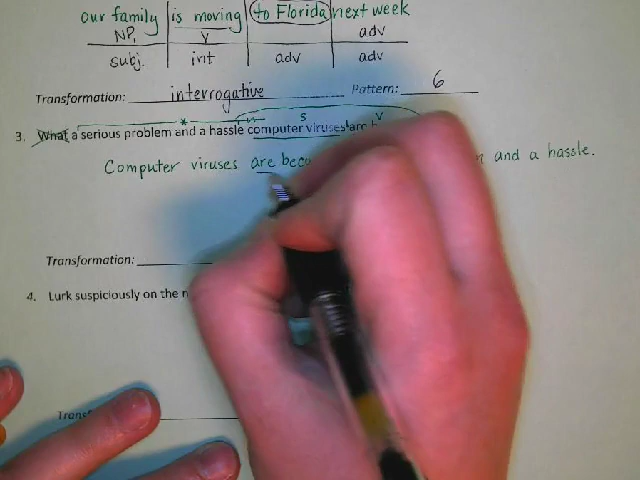 our family is moving to Florida next week
NP1 V adv
subj. int adv adv
Transformation: interrogative Pattern: 6
s v
3. What a serious problem and a hassle computer viruses are
Computer viruses are and a hassle.
Transformation:
4. Lurk suspiciously on the